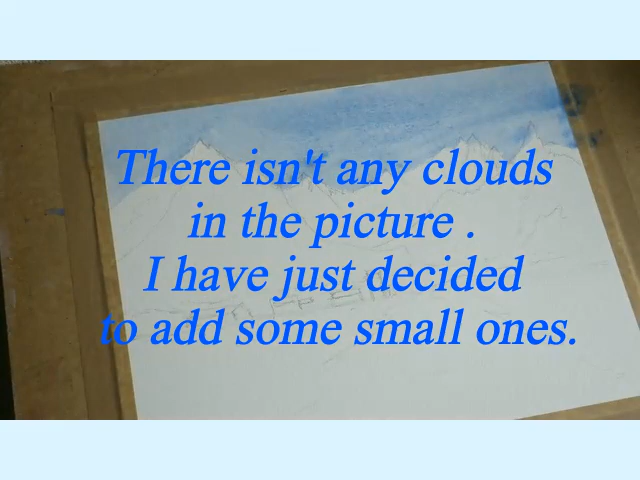 There isn't any clouds
in the picture .
I have just decided
to add some small ones.